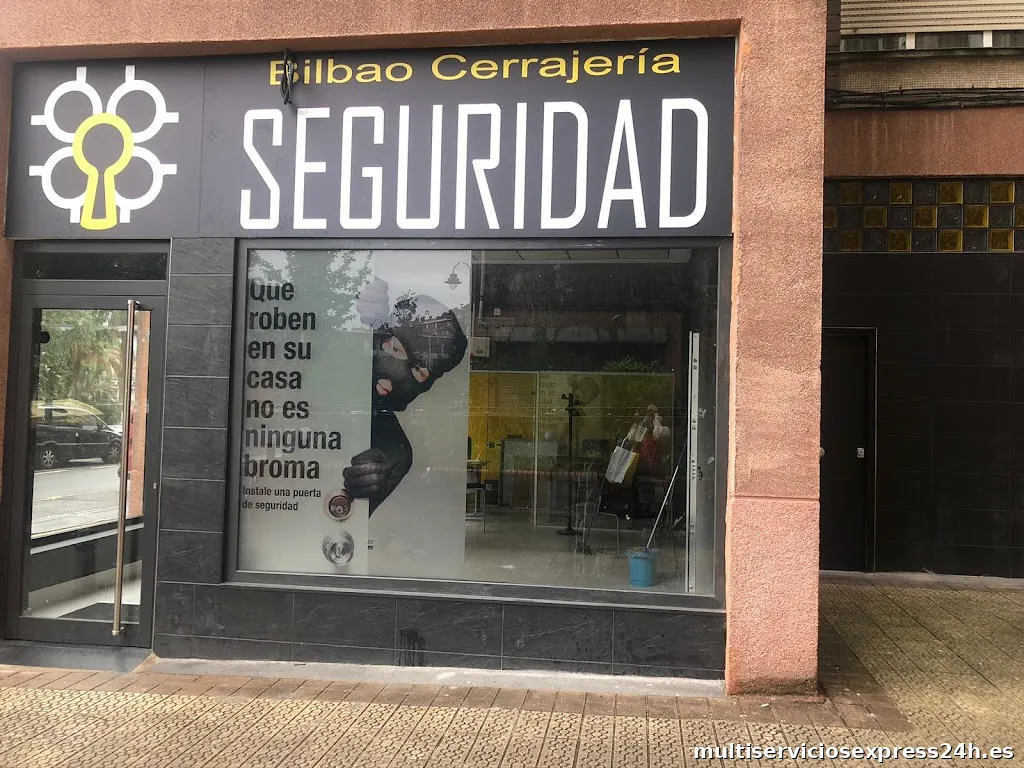 Bilbao Cerrajería
SEGURIDAD
Que
roben
en su
casa
no es
ninguna
broma
Instale una puerta
de seguridad
multiserviciosexpress24h.es